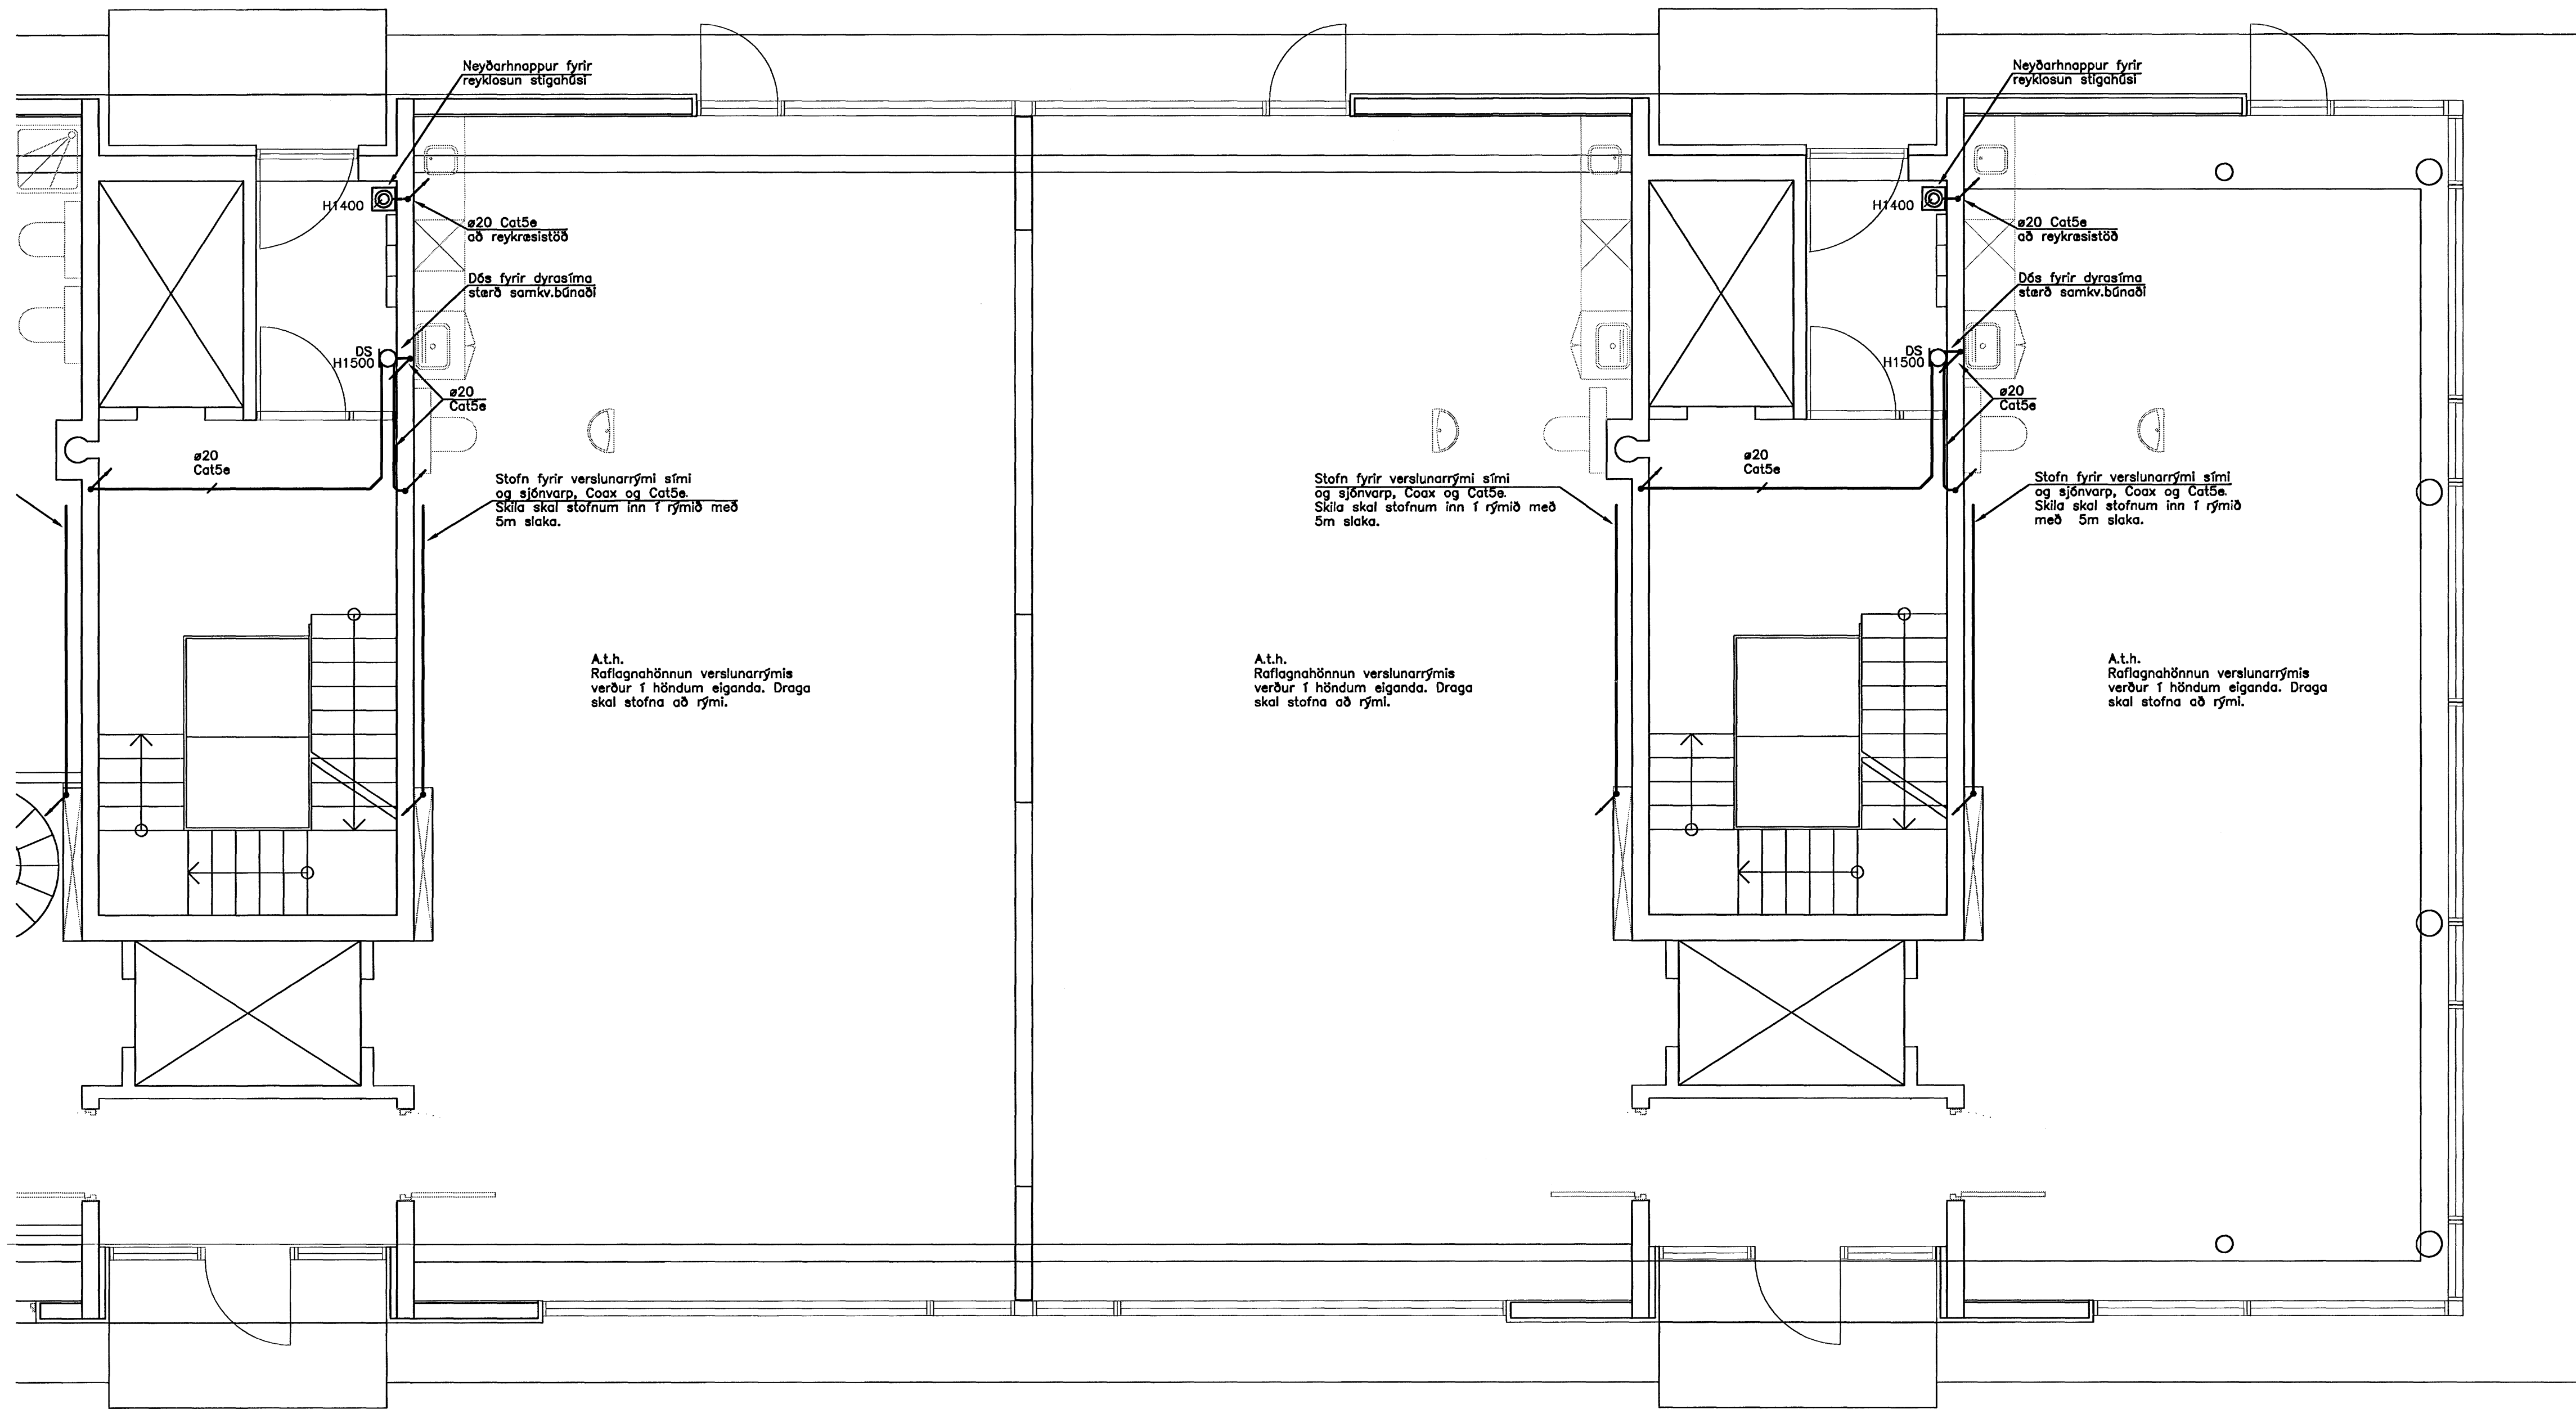 Neyðarhnappur fyrir
reyklosun stigahúsi
H1400
ø20 Cat5e
að reykræsistöð
Dós fyrir dyrasíma
stærð samkv.búnaði
DS
H1500
ø20
Cat5e
ø20
Cat5e
Stofn fyrir verslunarrými sími
og sjónvarp, Coax og Cat5e.
Skila skal stofnum inn í rýmið með
5m slaka.
A.t.h.
Raflagnahönnun verslunarrýmis
verður í höndum eiganda. Draga
skal stofna að rými.
Stofn fyrir verslunarrými sími
og sjónvarp, Coax og Cat5e.
Skila skal stofnum inn í rýmið með
5m slaka.
A.t.h.
Raflagnahönnun verslunarrýmis
verður í höndum eiganda. Draga
skal stofna að rými.
Neyðarhnappur fyrir
reyklosun stigahúsi
H1400
ø20 Cat5e
að reykræsistöð
Dós fyrir dyrasíma
stærð samkv.búnaði
DS
H1500
ø20
Cat5e
ø20
Cat5e
Stofn fyrir verslunarrými sími
og sjónvarp, Coax og Cat5e.
Skila skal stofnum inn í rýmið
með 5m slaka.
A.t.h.
Raflagnahönnun verslunarrýmis
verður í höndum eiganda. Draga
skal stofna að rými.